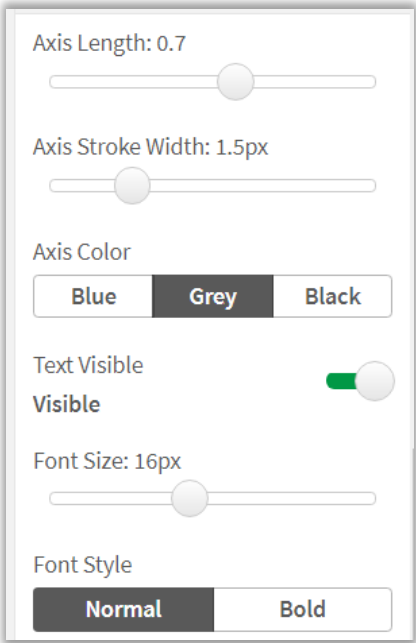 Axis Length: 0.7
Axis Stroke Width: 1.5px
Axis Color
Blue Grey Black
Text Visible
Visible
Font Size: 16px
Font Style
Normal Bold